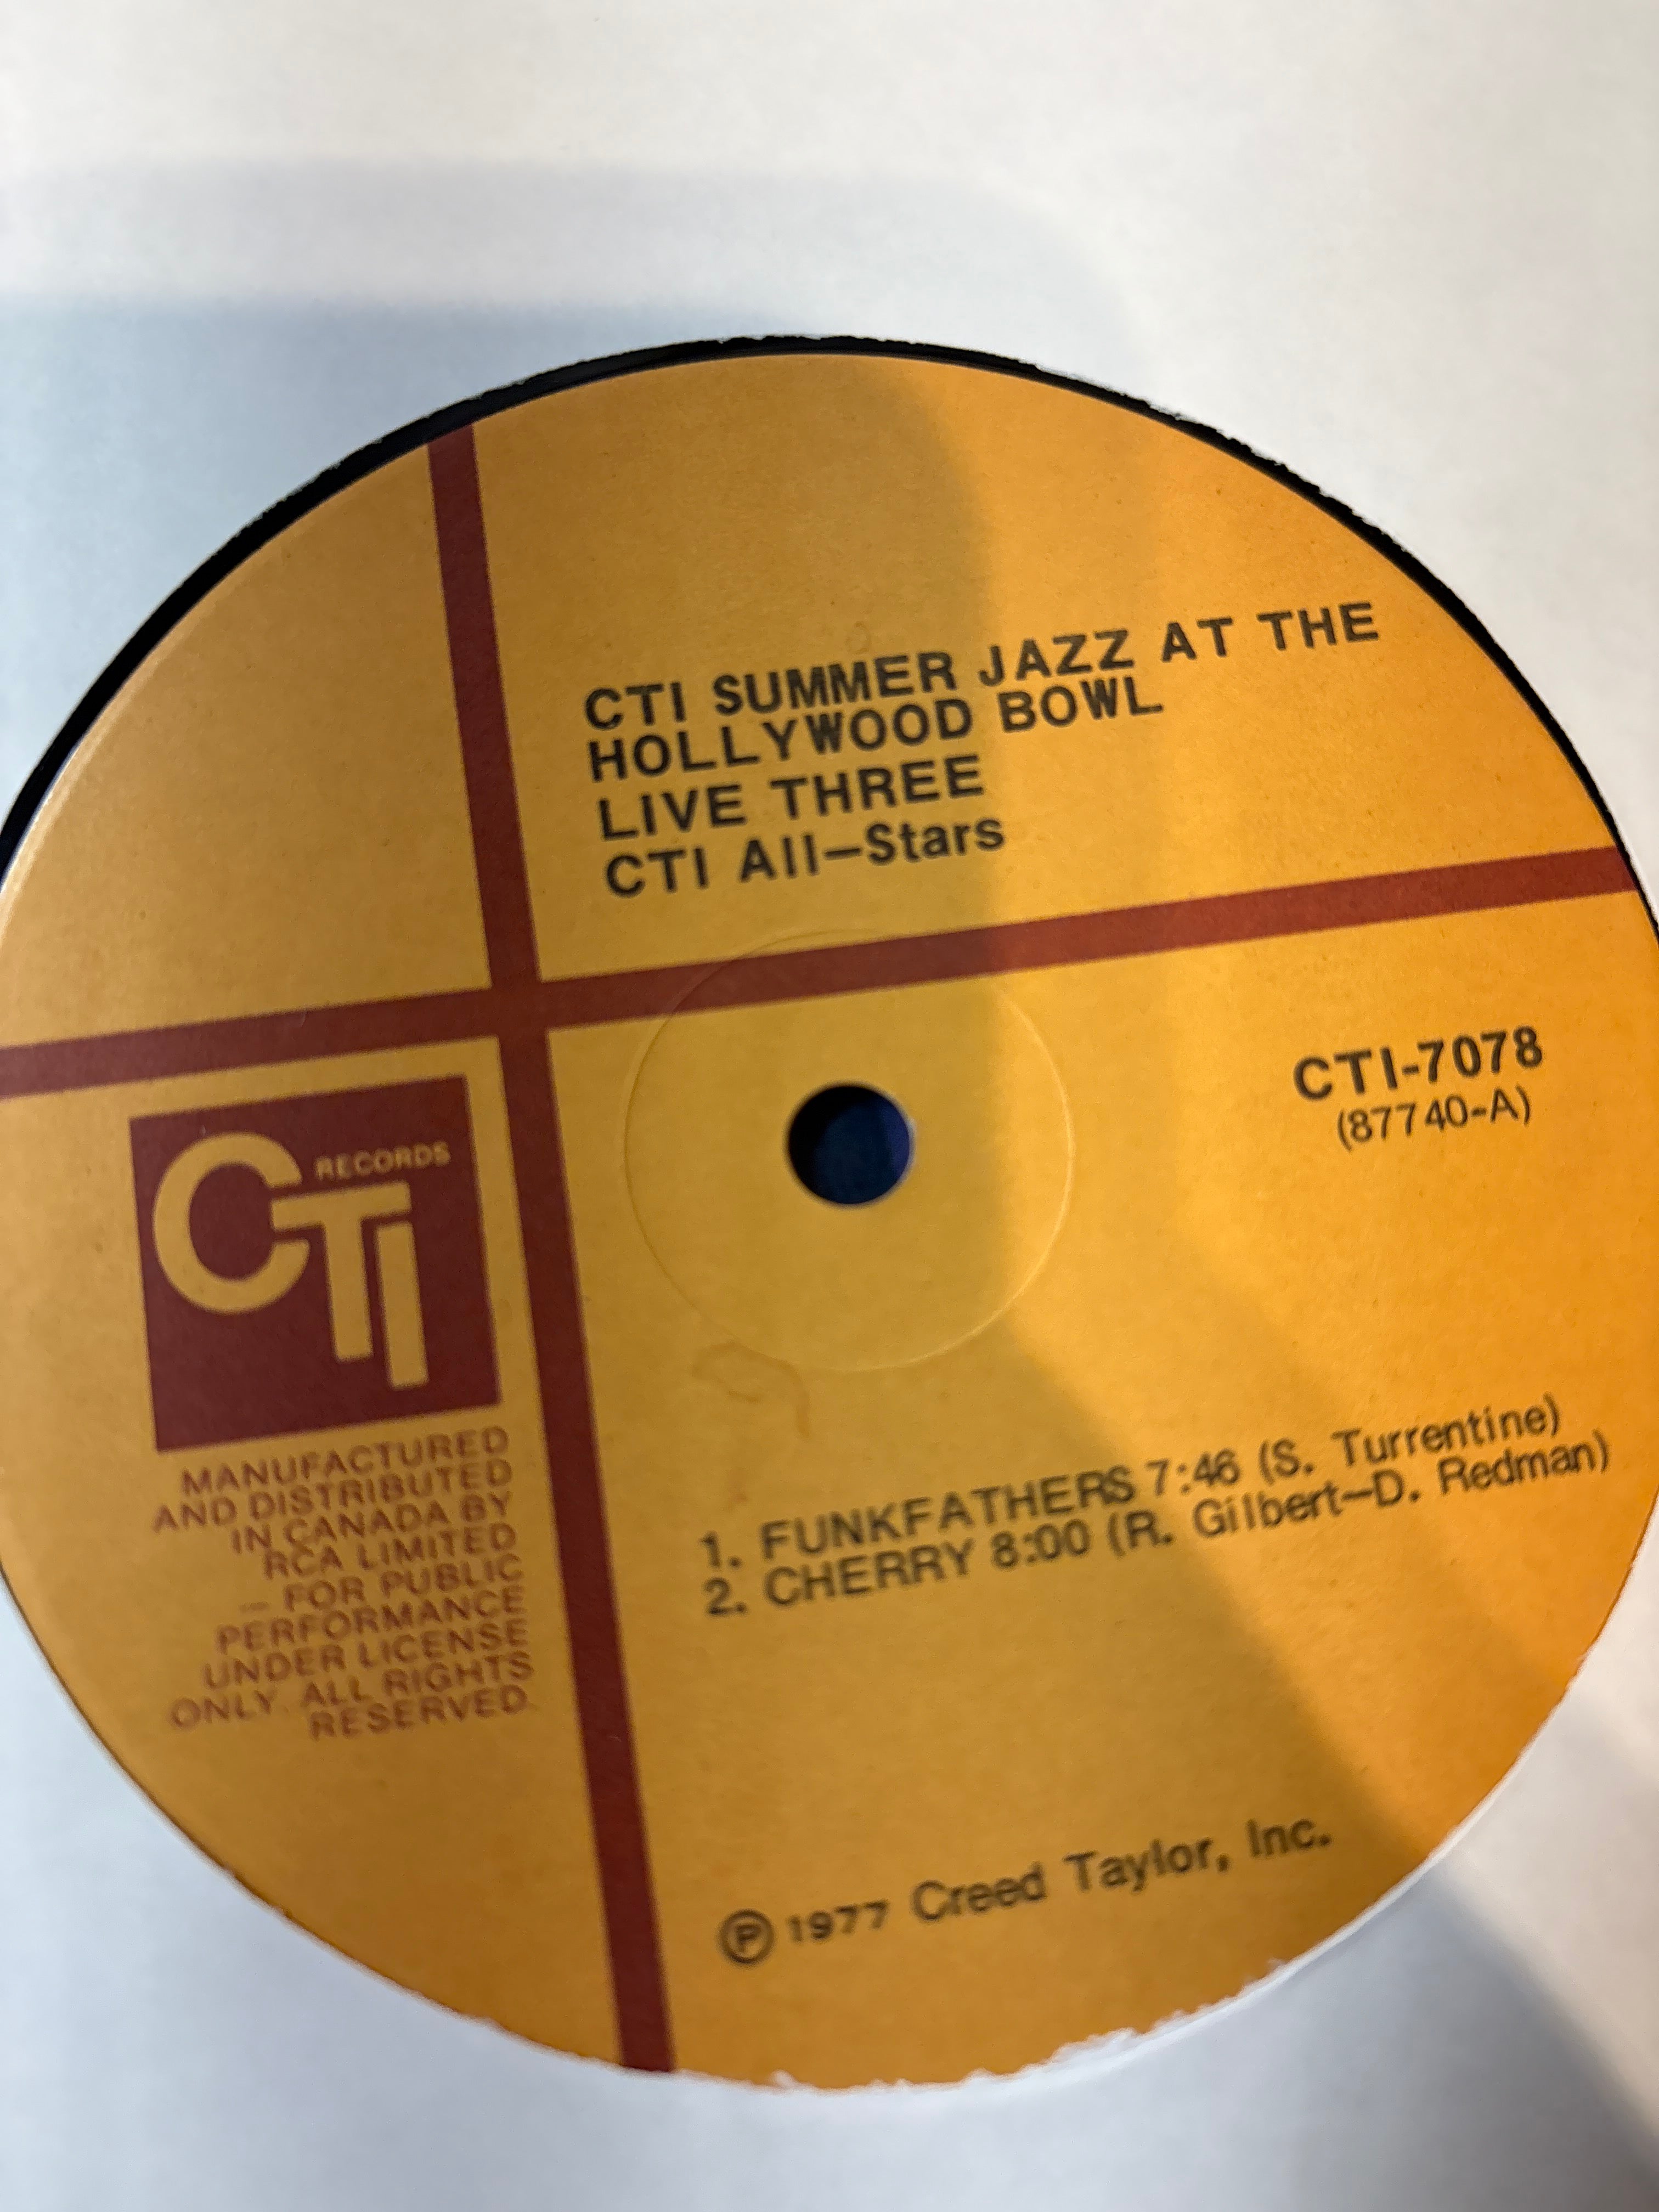 CTI SUMMER JAZZ AT THE
HOLLYWOOD BOWL
LIVE THREE
CTI All-Stars
CTI-7078
(87740-A)
CTI RECORDS
MANUFACTURED
AND DISTRIBUTED
IN CANADA BY
RCA LIMITED
— FOR PUBLIC
PERFORMANCE
UNDER LICENSE
ONLY. ALL RIGHTS
RESERVED.
1. FUNKFATHERS 7:46 (S. Turrentine)
2. CHERRY 8:00 (R. Gilbert-D. Redman)
℗ 1977 Creed Taylor, Inc.